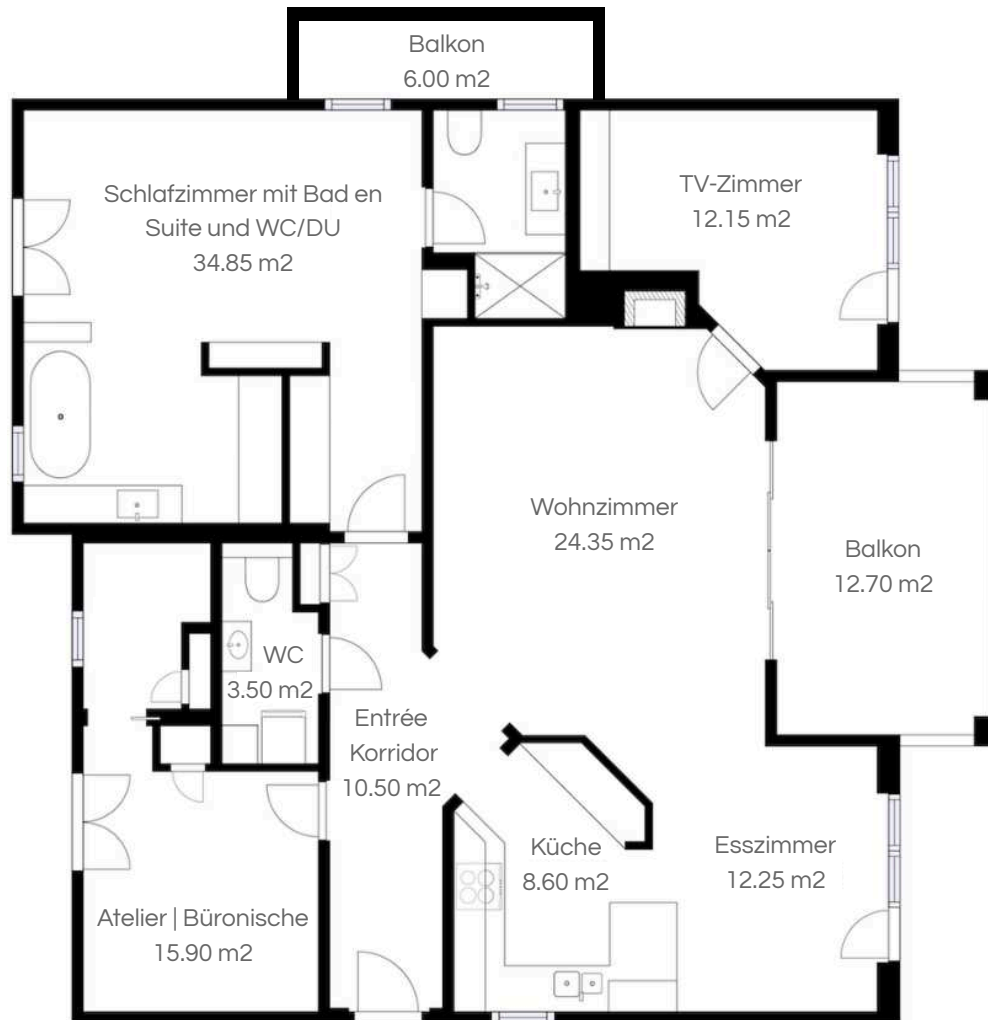 Balkon
6.00 m2
Schlafzimmer mit Bad en
Suite und WC/DU
34.85 m2
TV-Zimmer
12.15 m2
Wohnzimmer
24.35 m2
Balkon
12.70 m2
WC
3.50 m2
Entrée
Korridor
10.50 m2
Küche
8.60 m2
Esszimmer
12.25 m2
Atelier | Büronische
15.90 m2